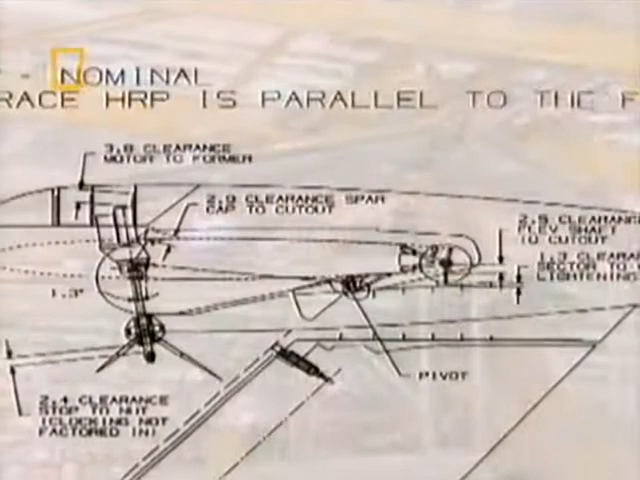 - NOMINAL
RACE HRP IS PARALLEL TO THE F
3.8 CLEARANCE
MOTOR TO FORMER
2.9 CLEARANCE SPAR
CAP TO CUTOUT
2.5 CLEARANC
ELEV SHAFT
TO CUTOUT
1.3 CLEARA
SECTOR TO
LIGHTENING
1.3°
PIVOT
2.4 CLEARANCE
STOP TO NUT
(CLOCKING NOT
FACTORED IN)